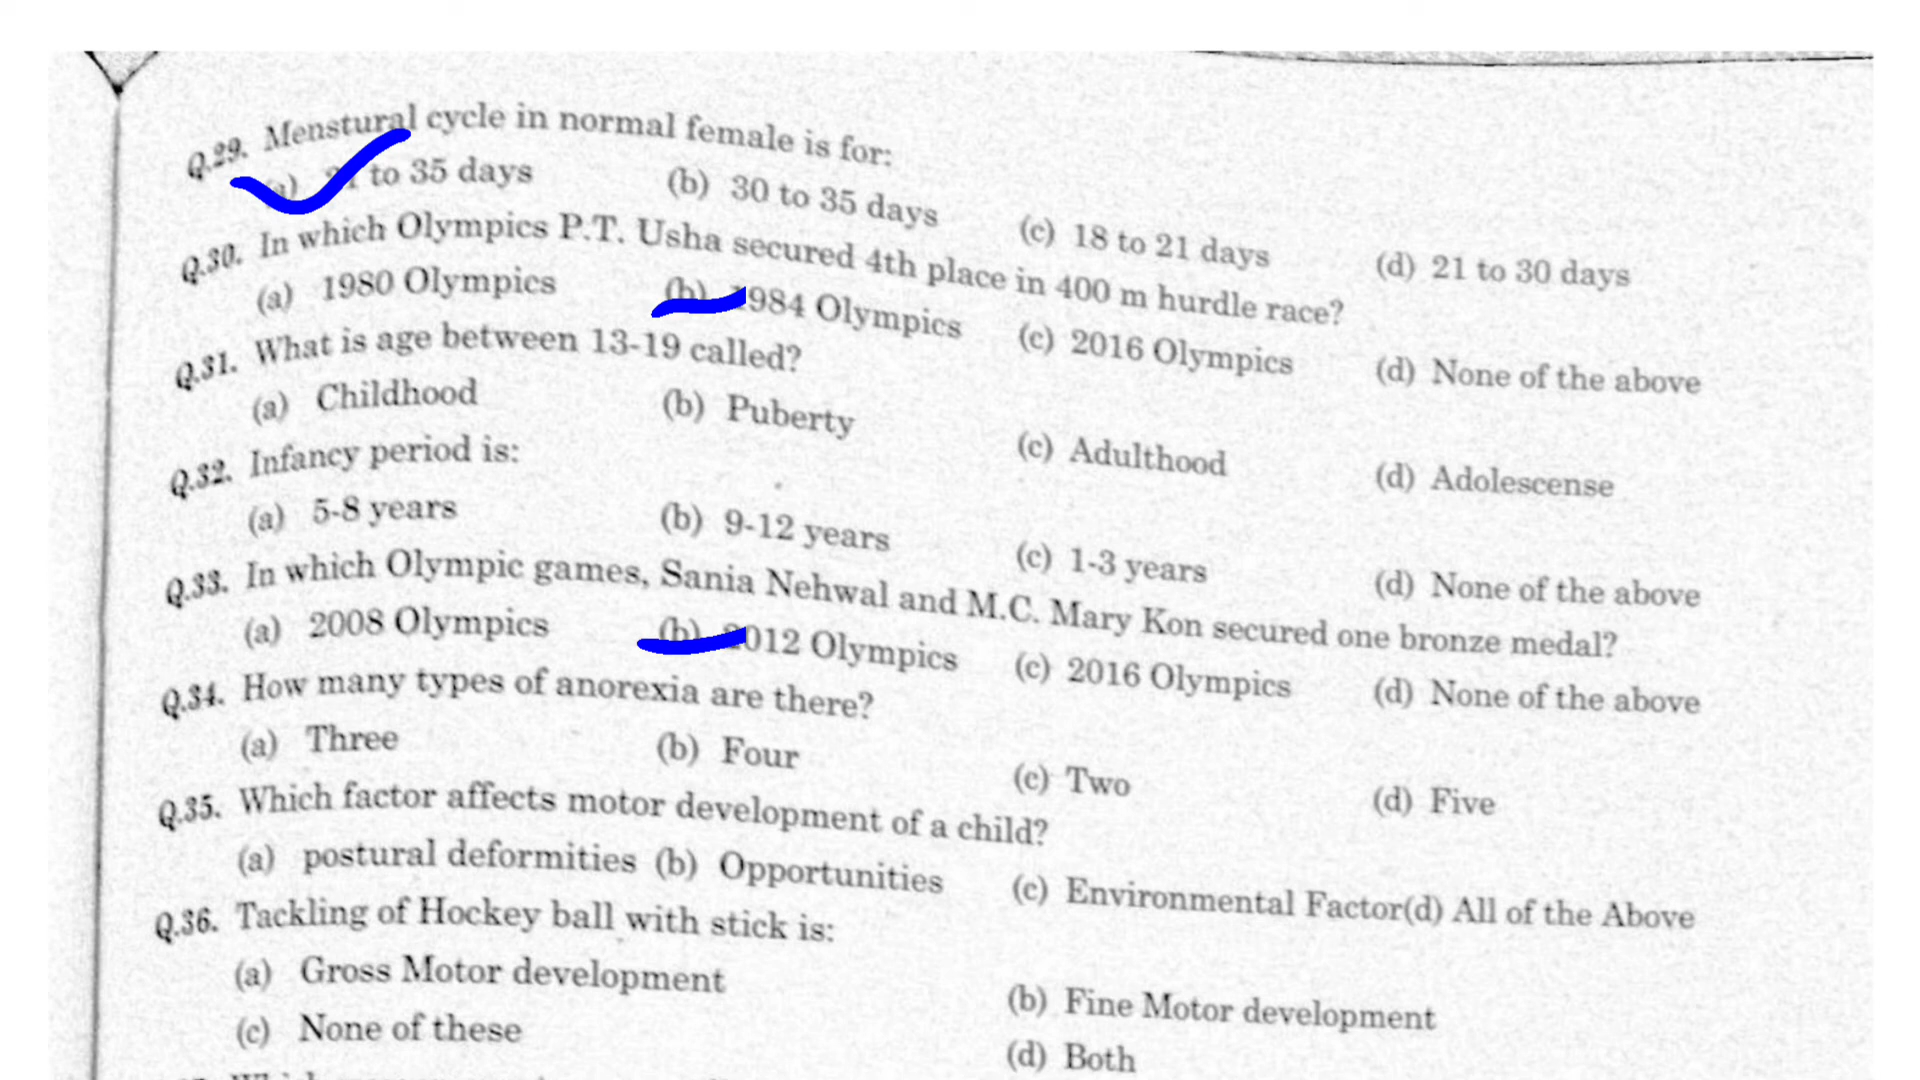 Q.29. Menstural cycle in normal female is for:
(a) 21 to 35 days (b) 30 to 35 days (c) 18 to 21 days (d) 21 to 30 days
Q.30. In which Olympics P.T. Usha secured 4th place in 400 m hurdle race?
(a) 1980 Olympics (b) 1984 Olympics (c) 2016 Olympics (d) None of the above
Q.31. What is age between 13-19 called?
(a) Childhood (b) Puberty (c) Adulthood (d) Adolescense
Q.32. Infancy period is:
(a) 5-8 years (b) 9-12 years (c) 1-3 years (d) None of the above
Q.33. In which Olympic games, Sania Nehwal and M.C. Mary Kon secured one bronze medal?
(a) 2008 Olympics (b) 2012 Olympics (c) 2016 Olympics (d) None of the above
Q.34. How many types of anorexia are there?
(a) Three (b) Four (c) Two (d) Five
Q.35. Which factor affects motor development of a child?
(a) postural deformities (b) Opportunities (c) Environmental Factor(d) All of the Above
Q.36. Tackling of Hockey ball with stick is:
(a) Gross Motor development (b) Fine Motor development
(c) None of these (d) Both